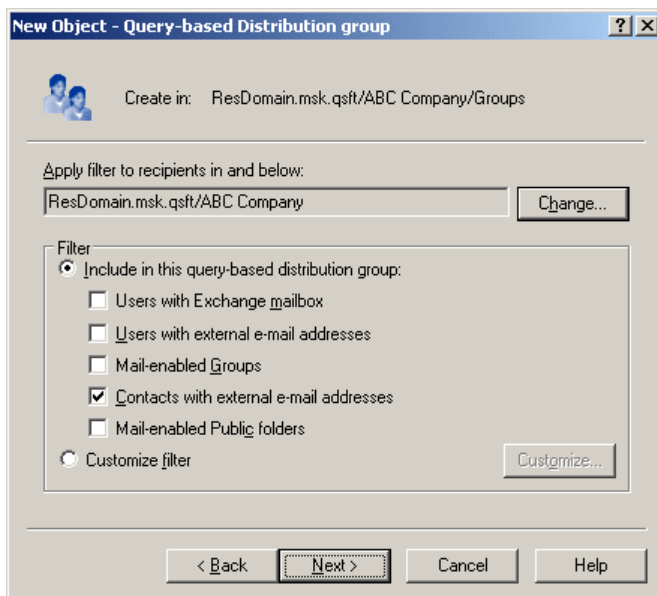 New Object - Query-based Distribution group
Create in: ResDomain.msk.qsft/ABC Company/Groups
Apply filter to recipients in and below:
ResDomain.msk.qsft/ABC Company
Change...
Filter
Include in this query-based distribution group:
Users with Exchange mailbox
Users with external e-mail addresses
Mail-enabled Groups
Contacts with external e-mail addresses
Mail-enabled Public folders
Customize filter
Customize...
< Back
Next >
Cancel
Help